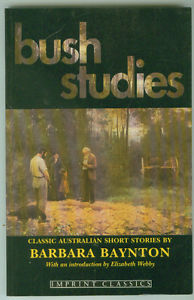 bush
studies
CLASSIC AUSTRALIAN SHORT STORIES BY
BARBARA BAYNTON
With an introduction by Elizabeth Webby
IMPRINT CLASSICS